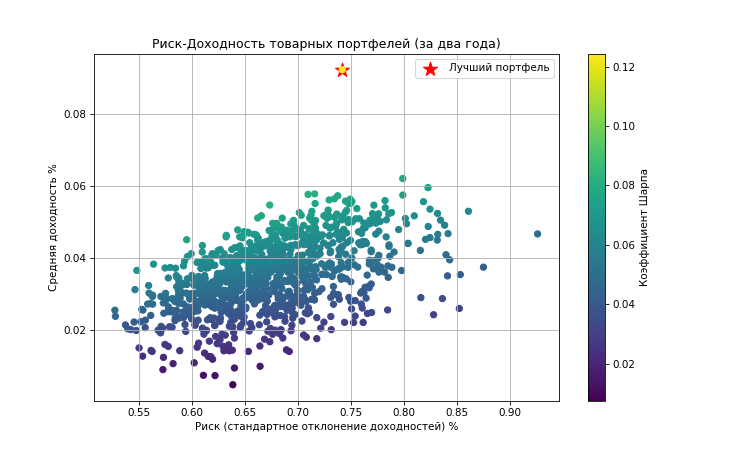 Риск-Доходность товарных портфелей (за два года)
Лучший портфель
Средняя доходность %
0.08
0.06
0.04
0.02
0.55 0.60 0.65 0.70 0.75 0.80 0.85 0.90
Риск (стандартное отклонение доходностей) %
0.12
0.10
0.08
0.06
0.04
0.02
Коэффициент Шарпа